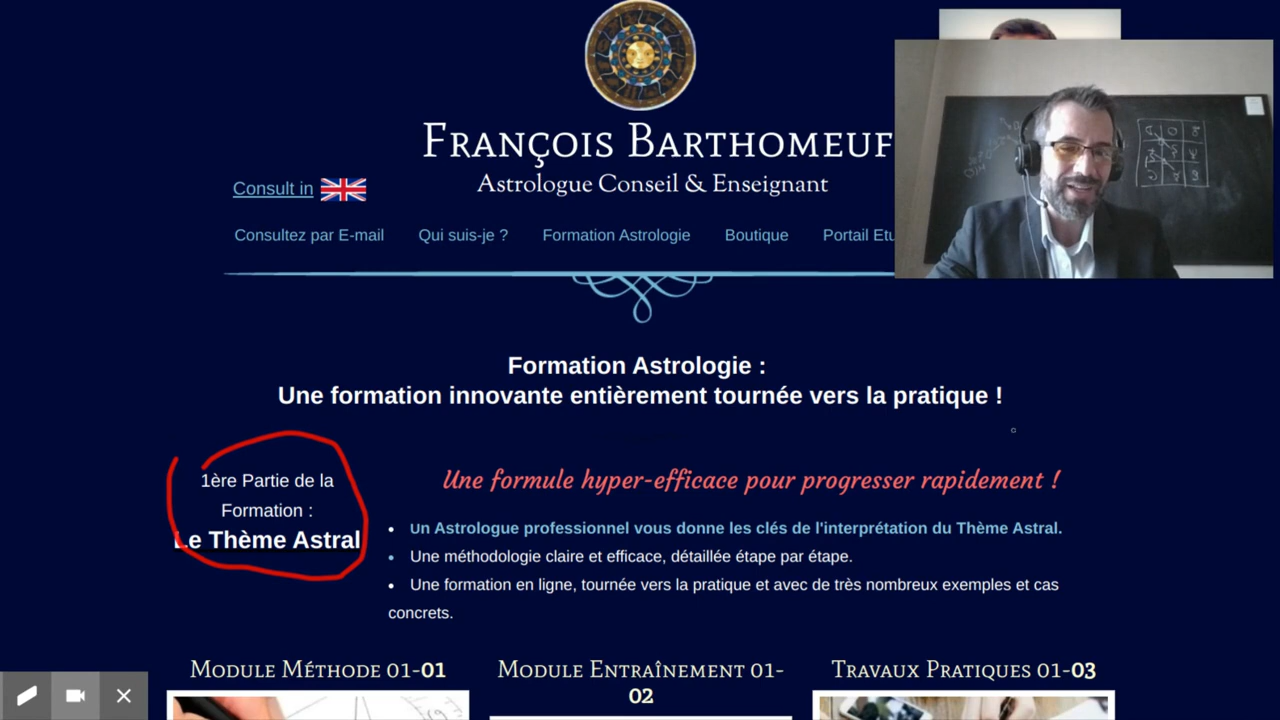 François Barthomeuf
Astrologue Conseil & Enseignant
Consult in
Consultez par E-mail
Qui suis-je ?
Formation Astrologie
Boutique
Portail
Formation Astrologie :
Une formation innovante entièrement tournée vers la pratique !
1ère Partie de la
Formation :
Le Thème Astral
Une formule hyper-efficace pour progresser rapidement !
Un Astrologue professionnel vous donne les clés de l'interprétation du Thème Astral.
Une méthodologie claire et efficace, détaillée étape par étape.
Une formation en ligne, tournée vers la pratique et avec de très nombreux exemples et cas
concrets.
Module Méthode 01-01
Module Entraînement 01-
02
Travaux Pratiques 01-03